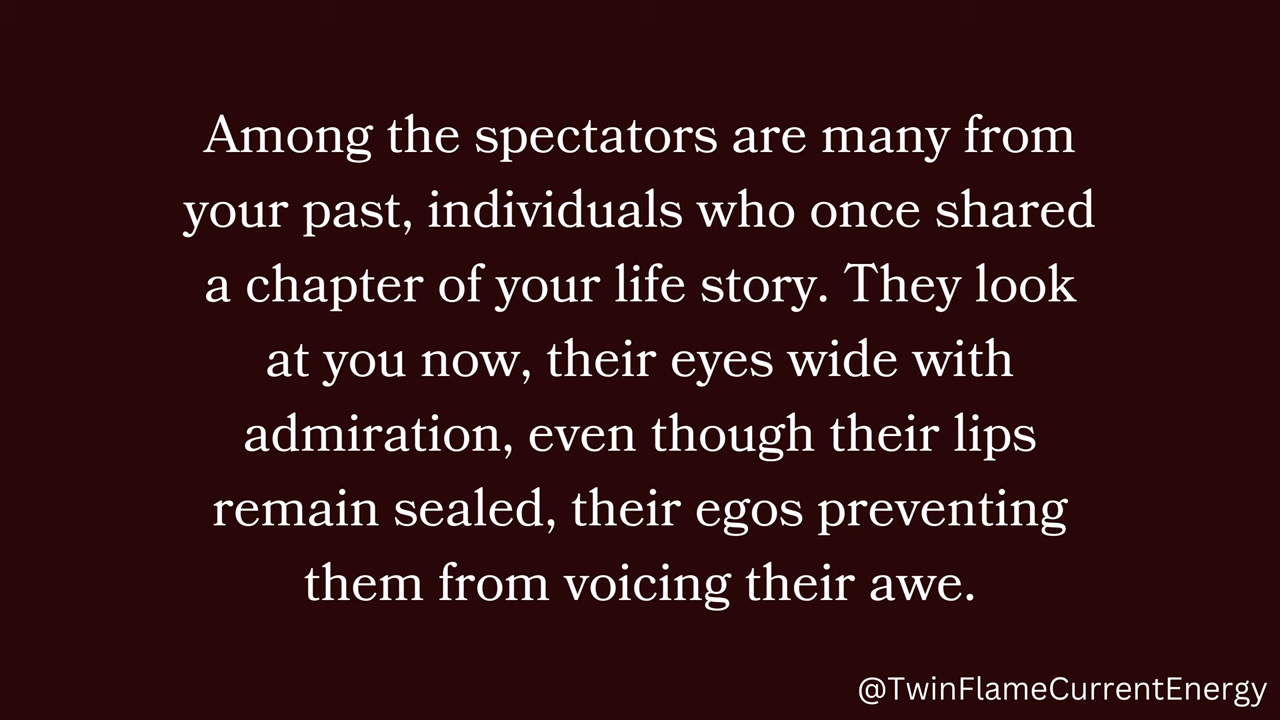 Among the spectators are many from
your past, individuals who once shared
a chapter of your life story. They look
at you now, their eyes wide with
admiration, even though their lips
remain sealed, their egos preventing
them from voicing their awe.
@TwinFlameCurrentEnergy